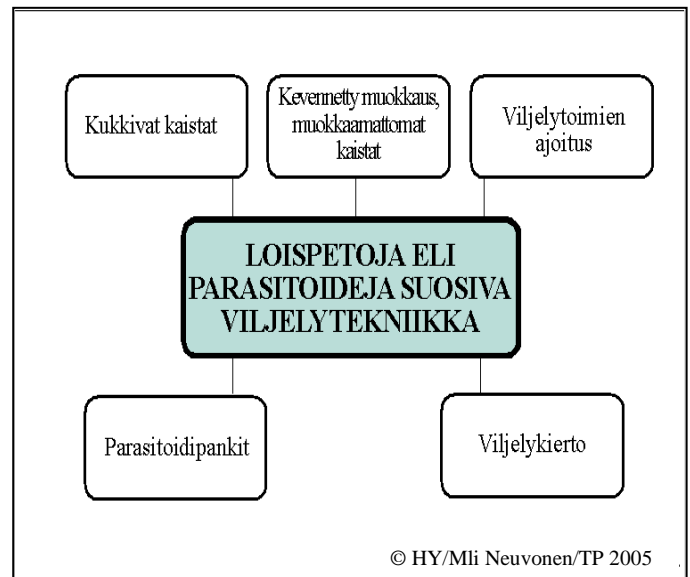 Kukkivat kaistat
Kevennetty muokkaus,
muokkaamattomat
kaistat
Viljelytoimien
ajoitus
LOISPETOJA ELI
PARASITOIDEJA SUOSIVA
VILJELYTEKNIIKKA
Parasitoidipankit
Viljelykierto
© HY/Mli Neuvonen/TP 2005